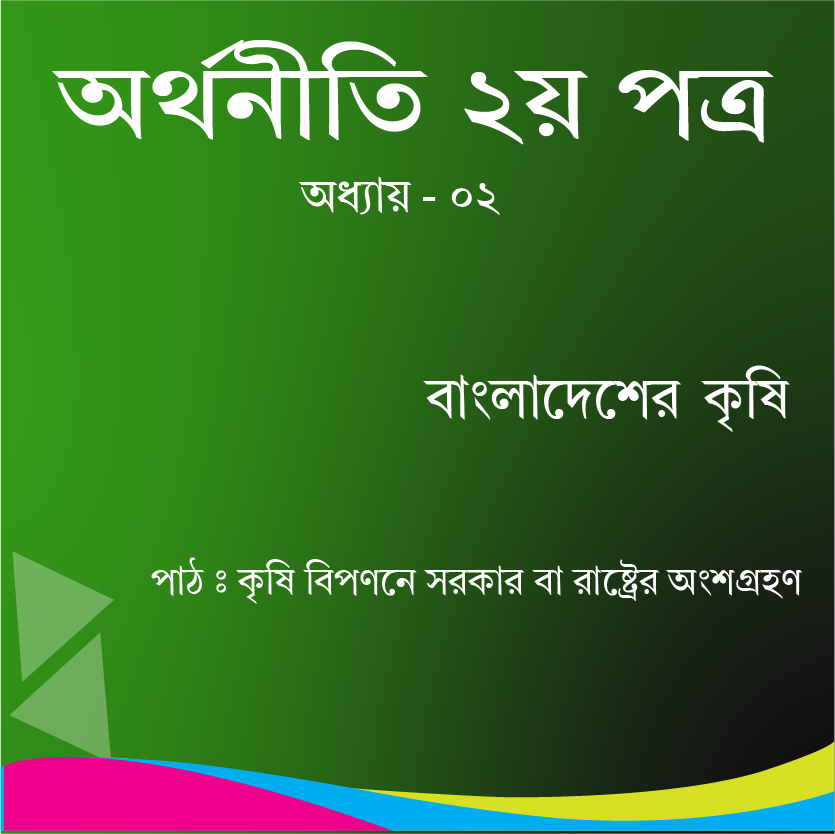 অর্থনীতি ২য় পত্র
অধ্যায় - ০২
বাংলাদেশের কৃষি
পাঠ ঃ কৃষি বিপণনে সরকার বা রাষ্ট্রের অংশগ্রহণ